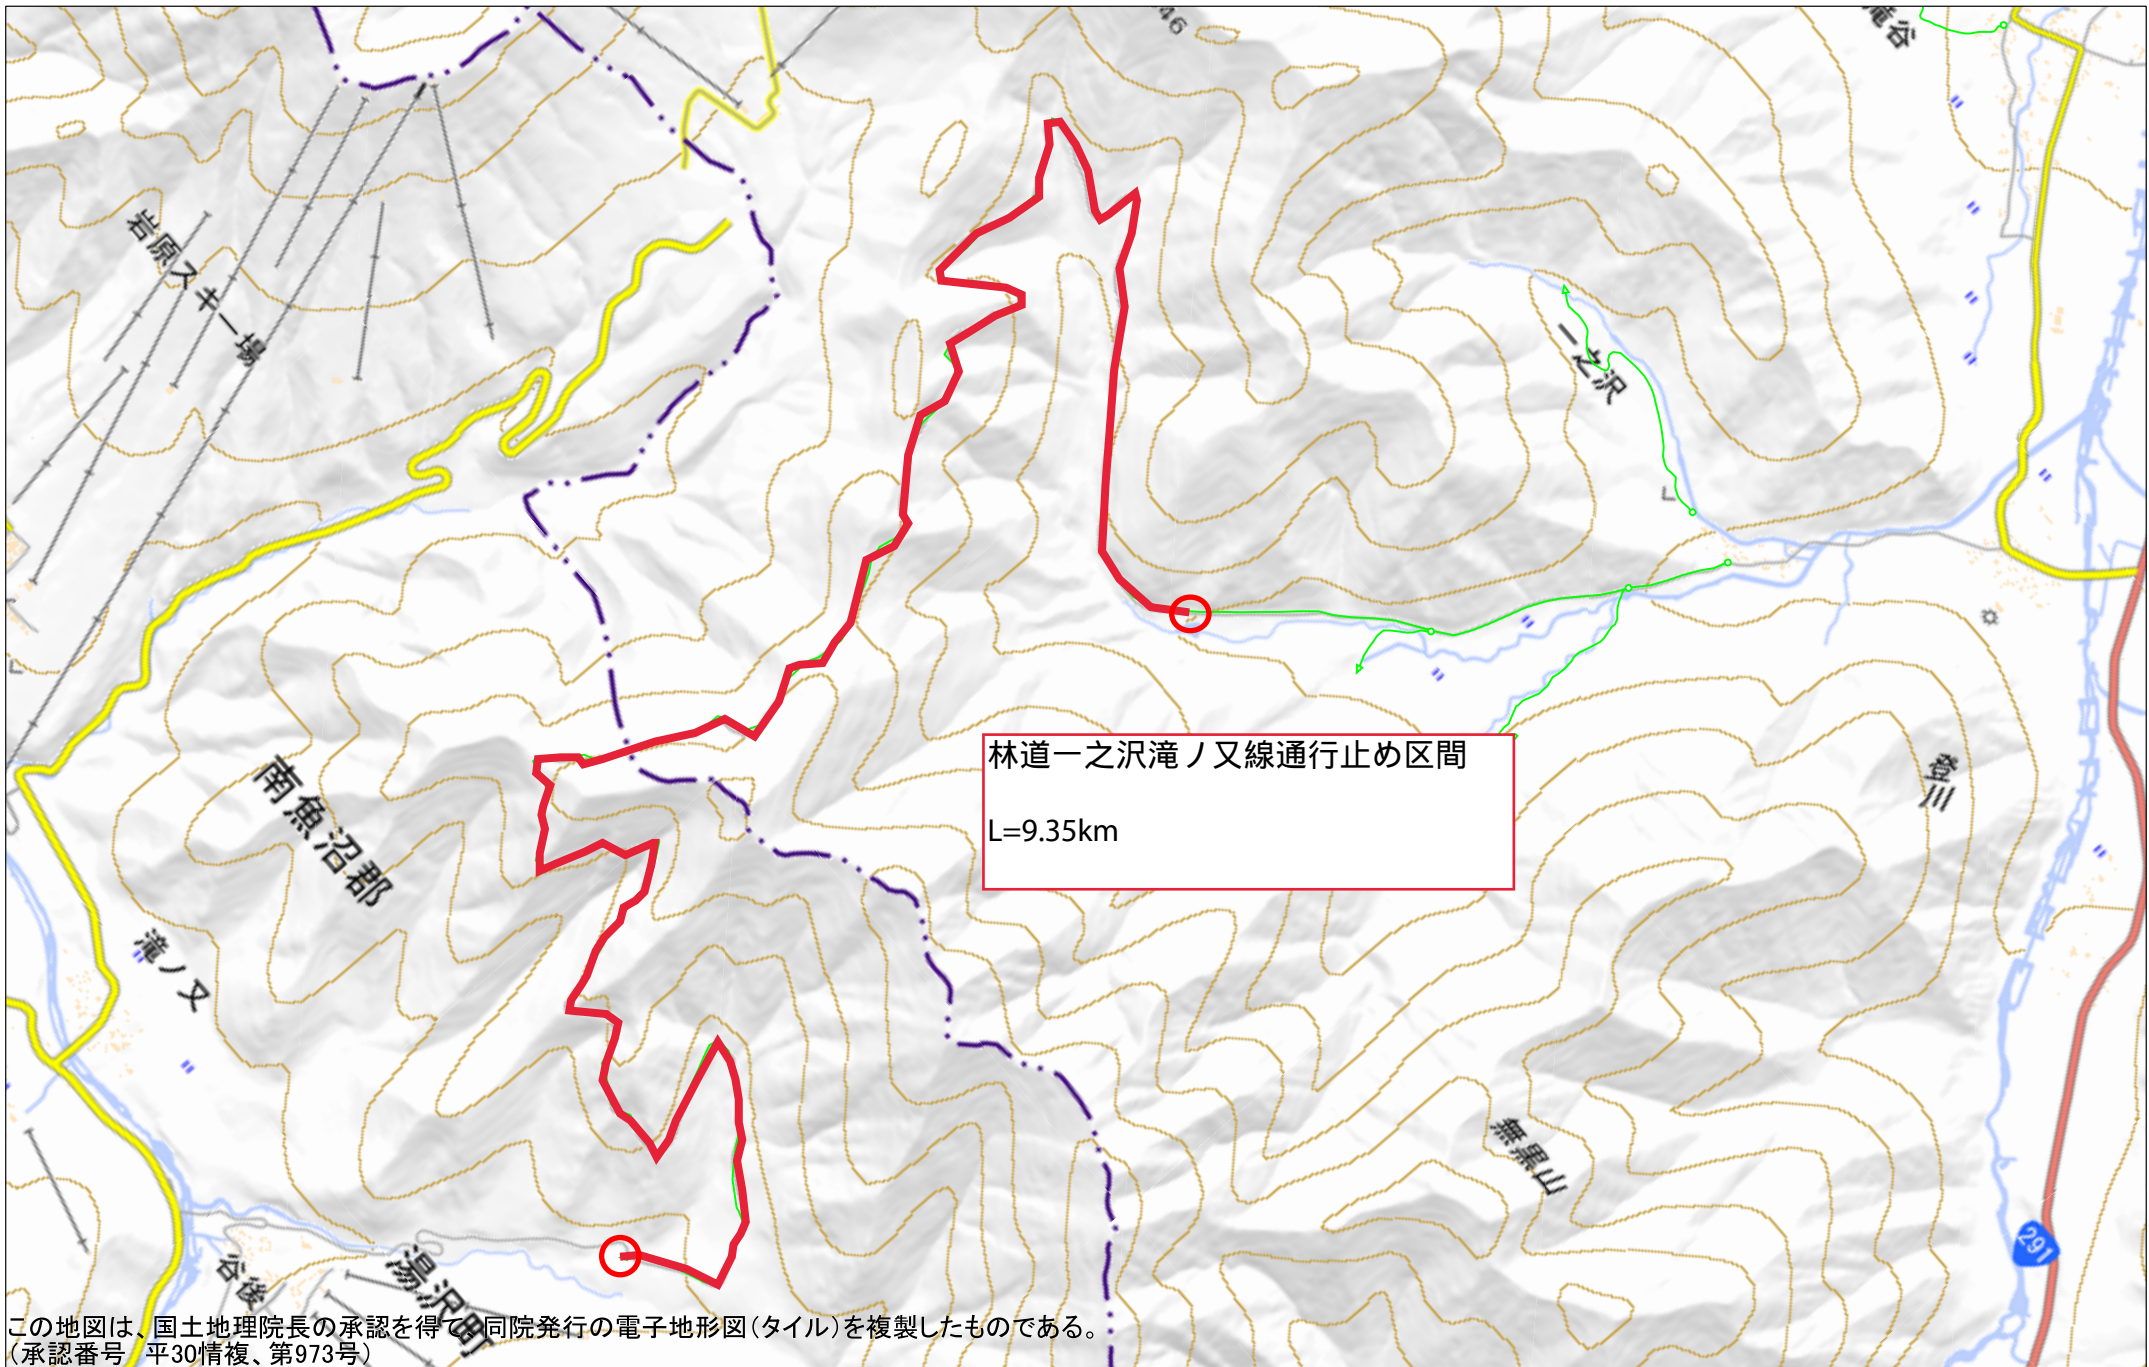 46
滝谷
岩原スキー場
一之沢
林道一之沢滝ノ又線通行止め区間
L=9.35km
登川
南魚沼郡
滝ノ又
無黒山
291
谷後
湯沢町
この地図は、国土地理院長の承認を得て、同院発行の電子地形図(タイル)を複製したものである。
(承認番号 平30情複、第973号)